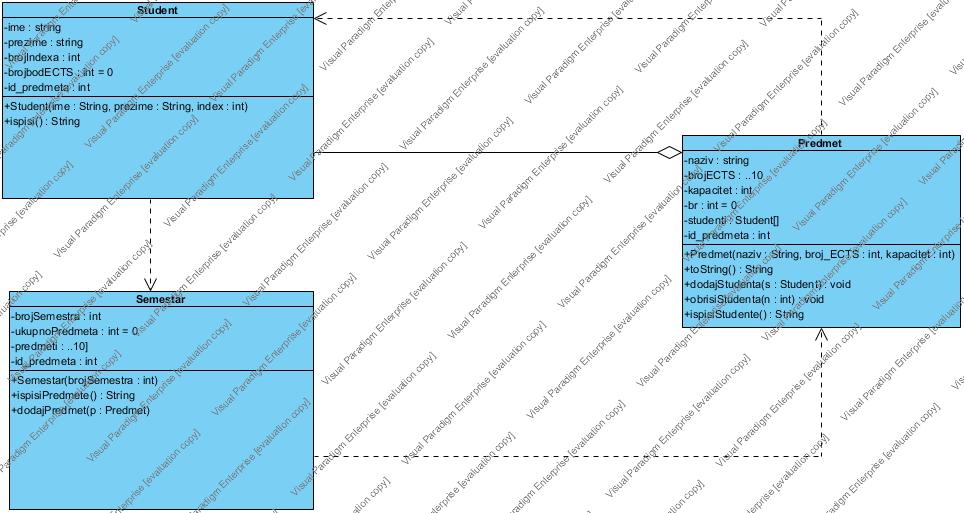 Student
-ime : string
-prezime : string
-brojIndexa : int
-brojbodECTS : int = 0
-id_predmeta : int
+Student(ime : String, prezime : String, index : int)
+ispisi() : String
Predmet
-naziv : string
-brojECTS : ..10
-kapacitet : int
-br : int = 0
-studenti : Student[]
-id_predmeta : int
+Predmet(naziv : String, broj_ECTS : int, kapacitet : int)
+toString() : String
+dodajStudenta(s : Student) : void
+obrisiStudenta(n : int) : void
+ispisiStudente() : String
Semestar
-brojSemestra : int
-ukupnoPredmeta : int = 0
-predmeti : ..10]
-id_predmeta : int
+Semestar(brojSemestra : int)
+ispisiPredmete() : String
+dodajPredmet(p : Predmet)
Visual Paradigm Enterprise [evaluation copy]